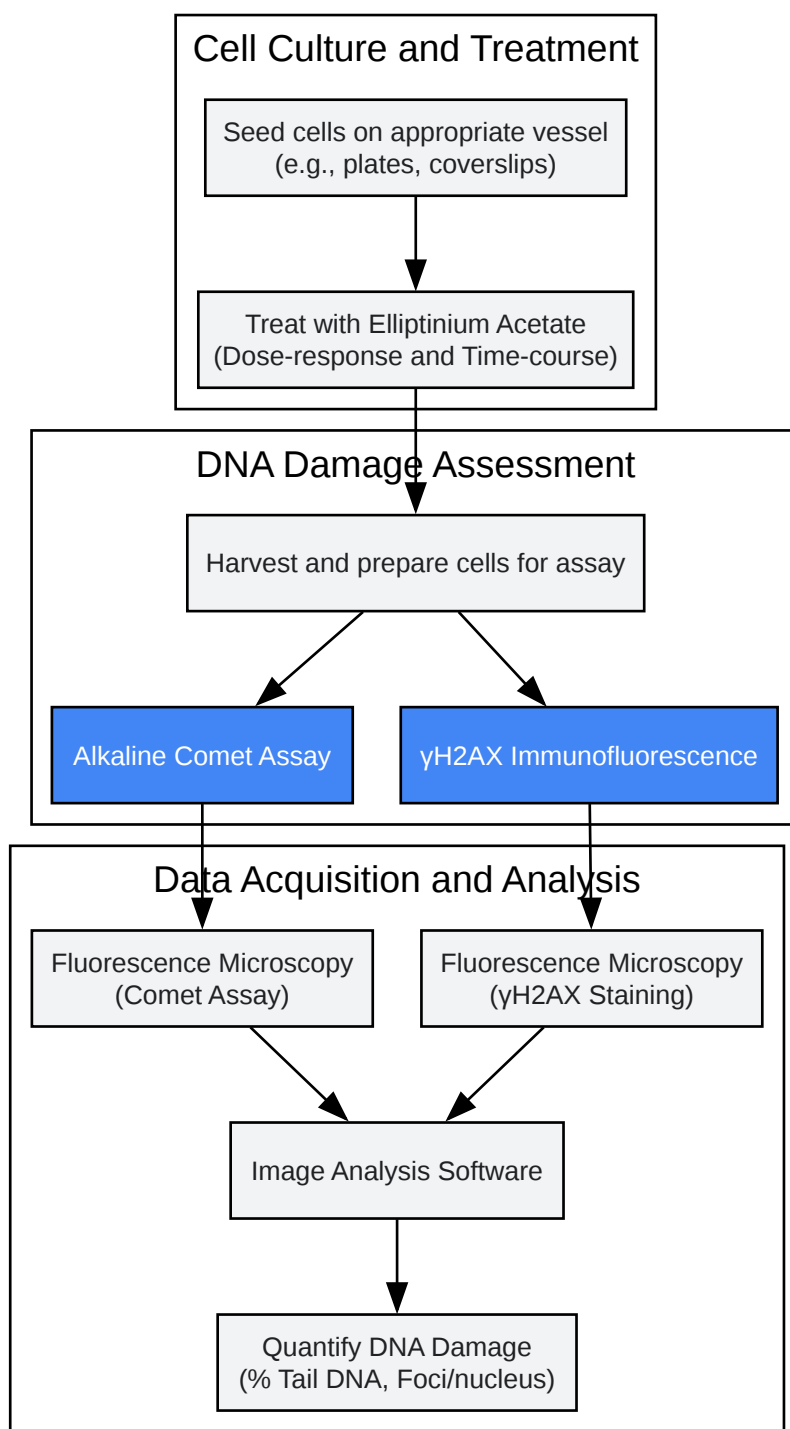 Cell Culture and Treatment
Seed cells on appropriate vessel
(e.g., plates, coverslips)
Treat with Elliptinium Acetate
(Dose-response and Time-course)
DNA Damage Assessment
Harvest and prepare cells for assay
Alkaline Comet Assay
γH2AX Immunofluorescence
Data Acquisition and Analysis
Fluorescence Microscopy
(Comet Assay)
Fluorescence Microscopy
(γH2AX Staining)
Image Analysis Software
Quantify DNA Damage
(% Tail DNA, Foci/nucleus)